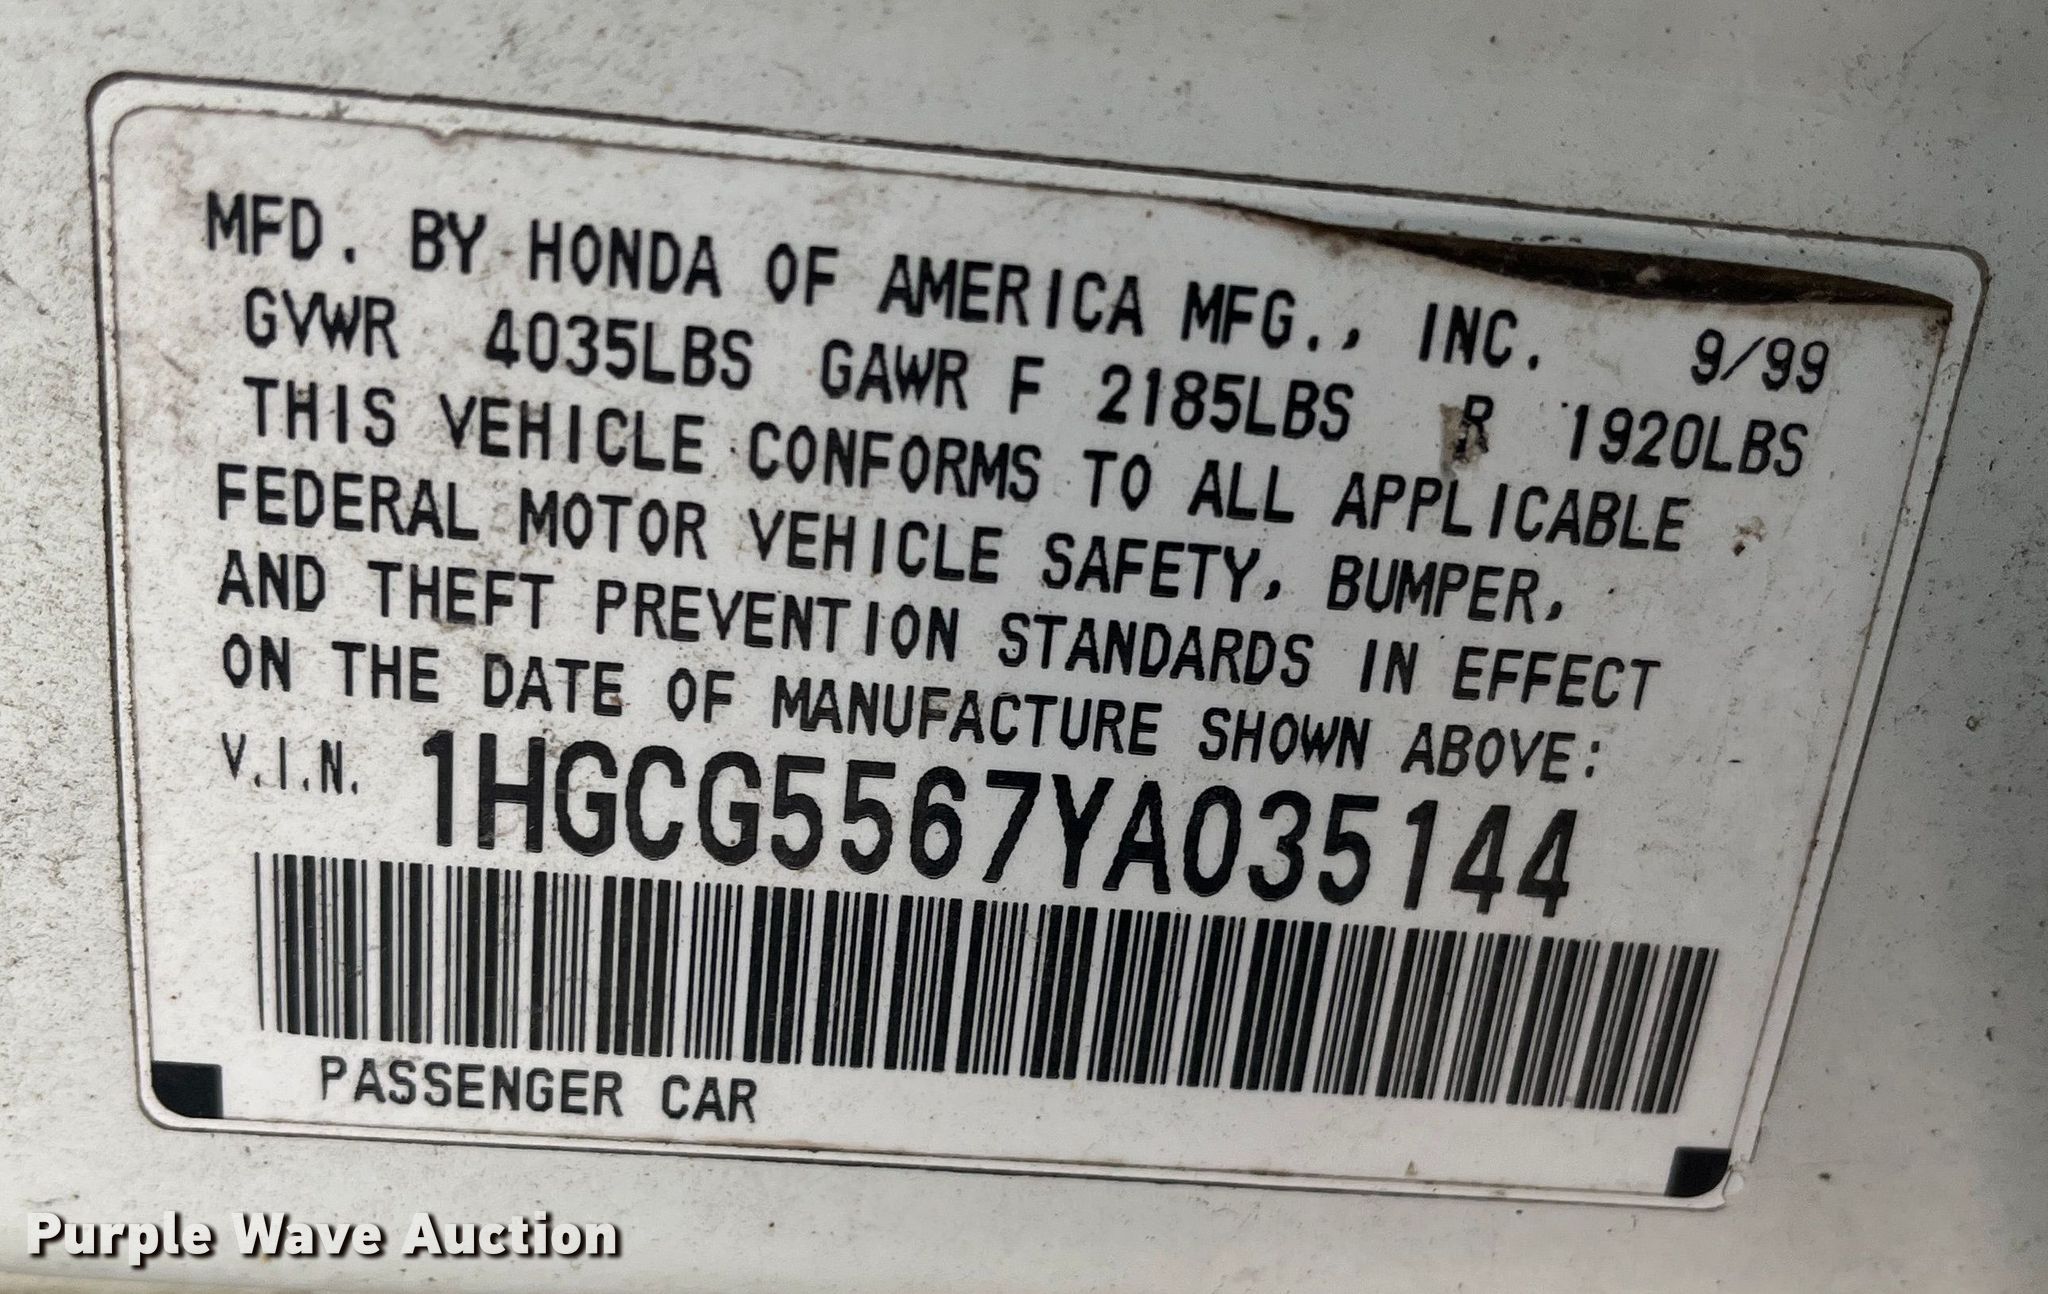 MFD. BY HONDA OF AMERICA MFG., INC. 9/99
GVWR 4035LBS GAWR F 2185LBS R 1920LBS
THIS VEHICLE CONFORMS TO ALL APPLICABLE
FEDERAL MOTOR VEHICLE SAFETY, BUMPER,
AND THEFT PREVENTION STANDARDS IN EFFECT
ON THE DATE OF MANUFACTURE SHOWN ABOVE:
V.I.N. 1HGCG5567YA035144
PASSENGER CAR
Purple Wave Auction